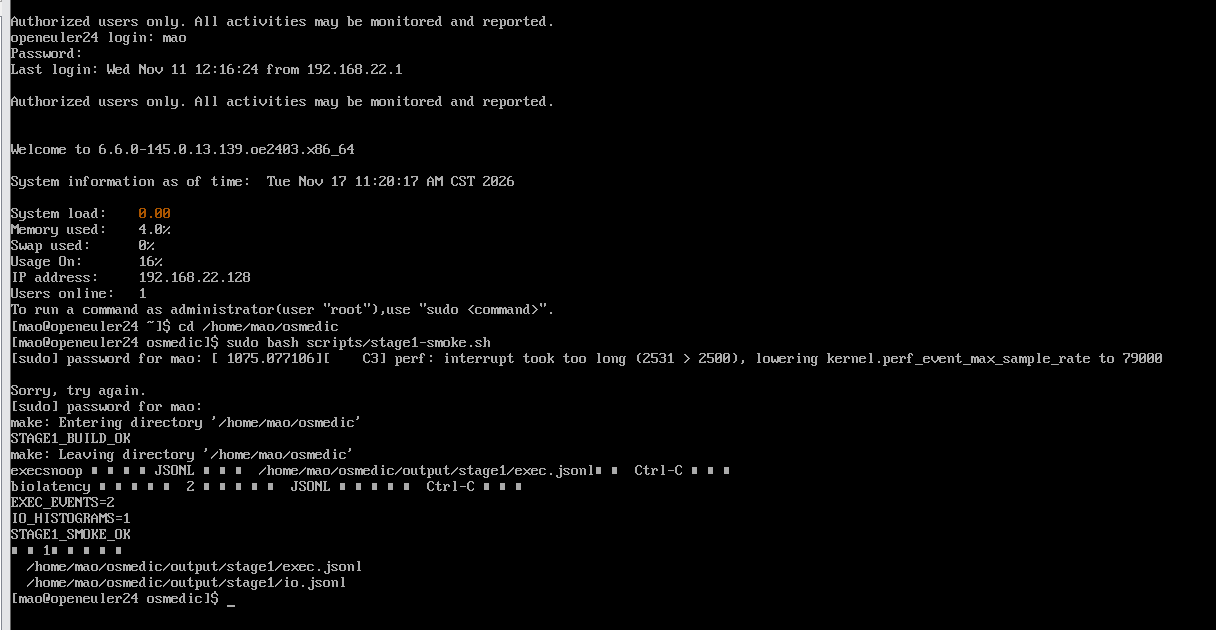 Authorized users only. All activities may be monitored and reported.
openeuler24 login: mao
Password:
Last login: Wed Nov 11 12:16:24 from 192.168.22.1
Authorized users only. All activities may be monitored and reported.
Welcome to 6.6.0-145.0.13.139.oe2403.x86_64
System information as of time:  Tue Nov 17 11:20:17 AM CST 2026
System load:    0.00
Memory used:    4.0%
Swap used:      0%
Usage On:       16%
IP address:     192.168.22.128
Users online:   1
To run a command as administrator(user "root"),use "sudo <command>".
[mao@openeuler24 ~]$ cd /home/mao/osmedic
[mao@openeuler24 osmedic]$ sudo bash scripts/stage1-smoke.sh
[sudo] password for mao: [ 1075.077106][    C3] perf: interrupt took too long (2531 > 2500), lowering kernel.perf_event_max_sample_rate to 79000
Sorry, try again.
[sudo] password for mao:
make: Entering directory '/home/mao/osmedic'
STAGE1_BUILD_OK
make: Leaving directory '/home/mao/osmedic'
execsnoop ■ ■ ■ ■ JSONL ■ ■ ■  /home/mao/osmedic/output/stage1/exec.jsonl■ ■  Ctrl-C ■ ■ ■
biolatency ■ ■ ■ ■ ■  2 ■ ■ ■ ■ ■  JSONL ■ ■ ■ ■ ■  Ctrl-C ■ ■ ■
EXEC_EVENTS=2
IO_HISTOGRAMS=1
STAGE1_SMOKE_OK
■ ■ 1■ ■ ■ ■ ■
/home/mao/osmedic/output/stage1/exec.jsonl
/home/mao/osmedic/output/stage1/io.jsonl
[mao@openeuler24 osmedic]$ _